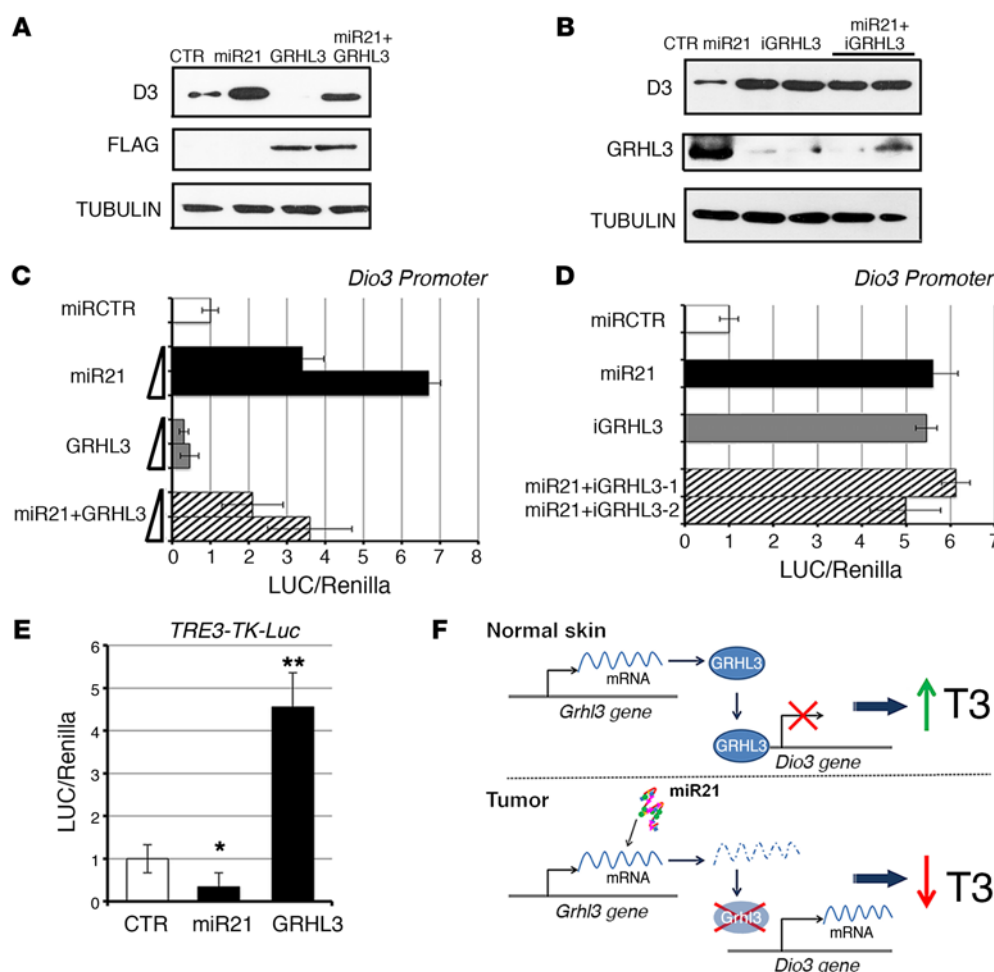 A
CTR miR21 GRHL3 miR21+
GRHL3
D3
FLAG
TUBULIN
B
CTR miR21 iGRHL3 miR21+
iGRHL3
D3
GRHL3
TUBULIN
C
Dio3 Promoter
miRCTR
miR21
GRHL3
miR21+GRHL3
0 1 2 3 4 5 6 7 8
LUC/Renilla
D
Dio3 Promoter
miRCTR
miR21
iGRHL3
miR21+iGRHL3-1
miR21+iGRHL3-2
0 1 2 3 4 5 6 7
LUC/Renilla
E
TRE3-TK-Luc
LUC/Renilla
6
5
4
3
2
1
0
*
**
CTR miR21 GRHL3
F
Normal skin
mRNA
Grhl3 gene
GRHL3
GRHL3
Dio3 gene
T3
Tumor
miR21
mRNA
Grhl3 gene
Grhl3
mRNA
Dio3 gene
T3